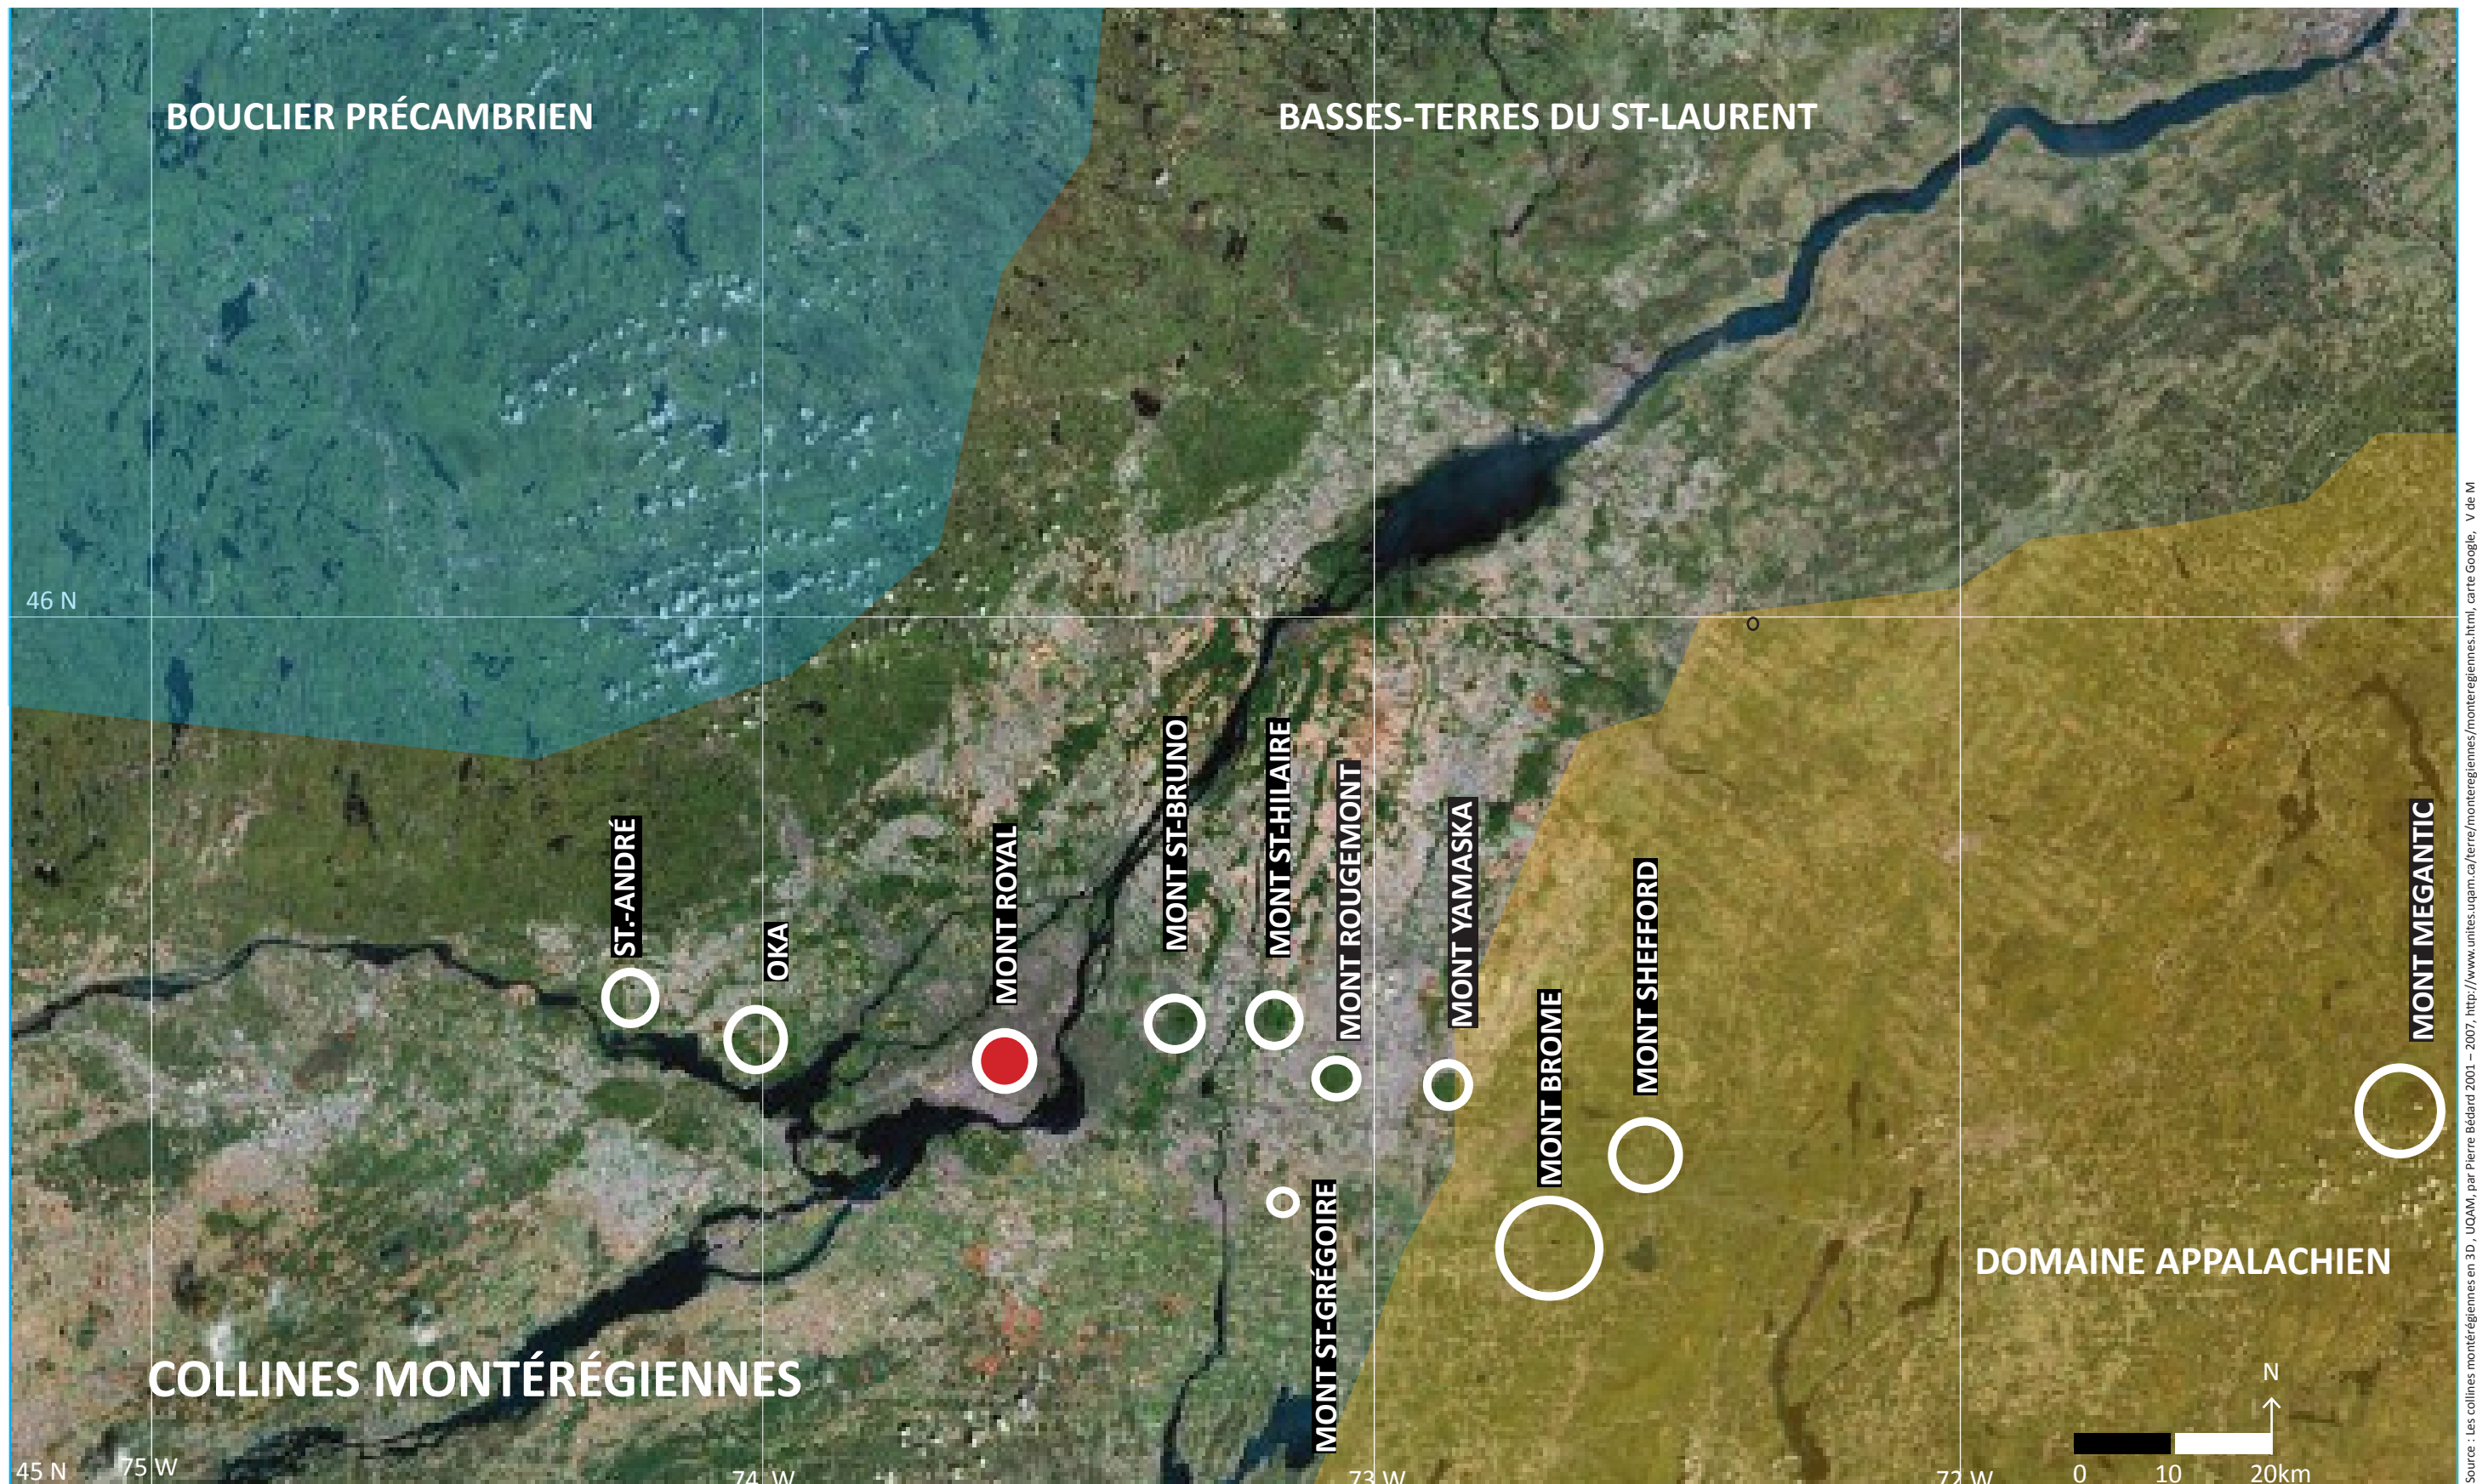 BOUCLIER PRÉCAMBRIEN
BASSES-TERRES DU ST-LAURENT
46 N
ST.-ANDRÉ
OKA
MONT ROYAL
MONT ST-BRUNO
MONT ST-HILAIRE
MONT ROUGEMONT
MONT YAMASKA
MONT BROME
MONT SHEFFORD
MONT MEGANTIC
MONT ST-GRÉGOIRE
DOMAINE APPALACHIEN
COLLINES MONTÉRÉGIENNES
N
0 10 20km
45 N
75 W
74 W
73 W
72 W
Source : Les collines montérégiennes en 3D, UQAM, par Pierre Bédard 2001 – 2007, http://www.unites.uqam.ca/terre/monteregiennes/monteregiennes.html, carte Google, V de M